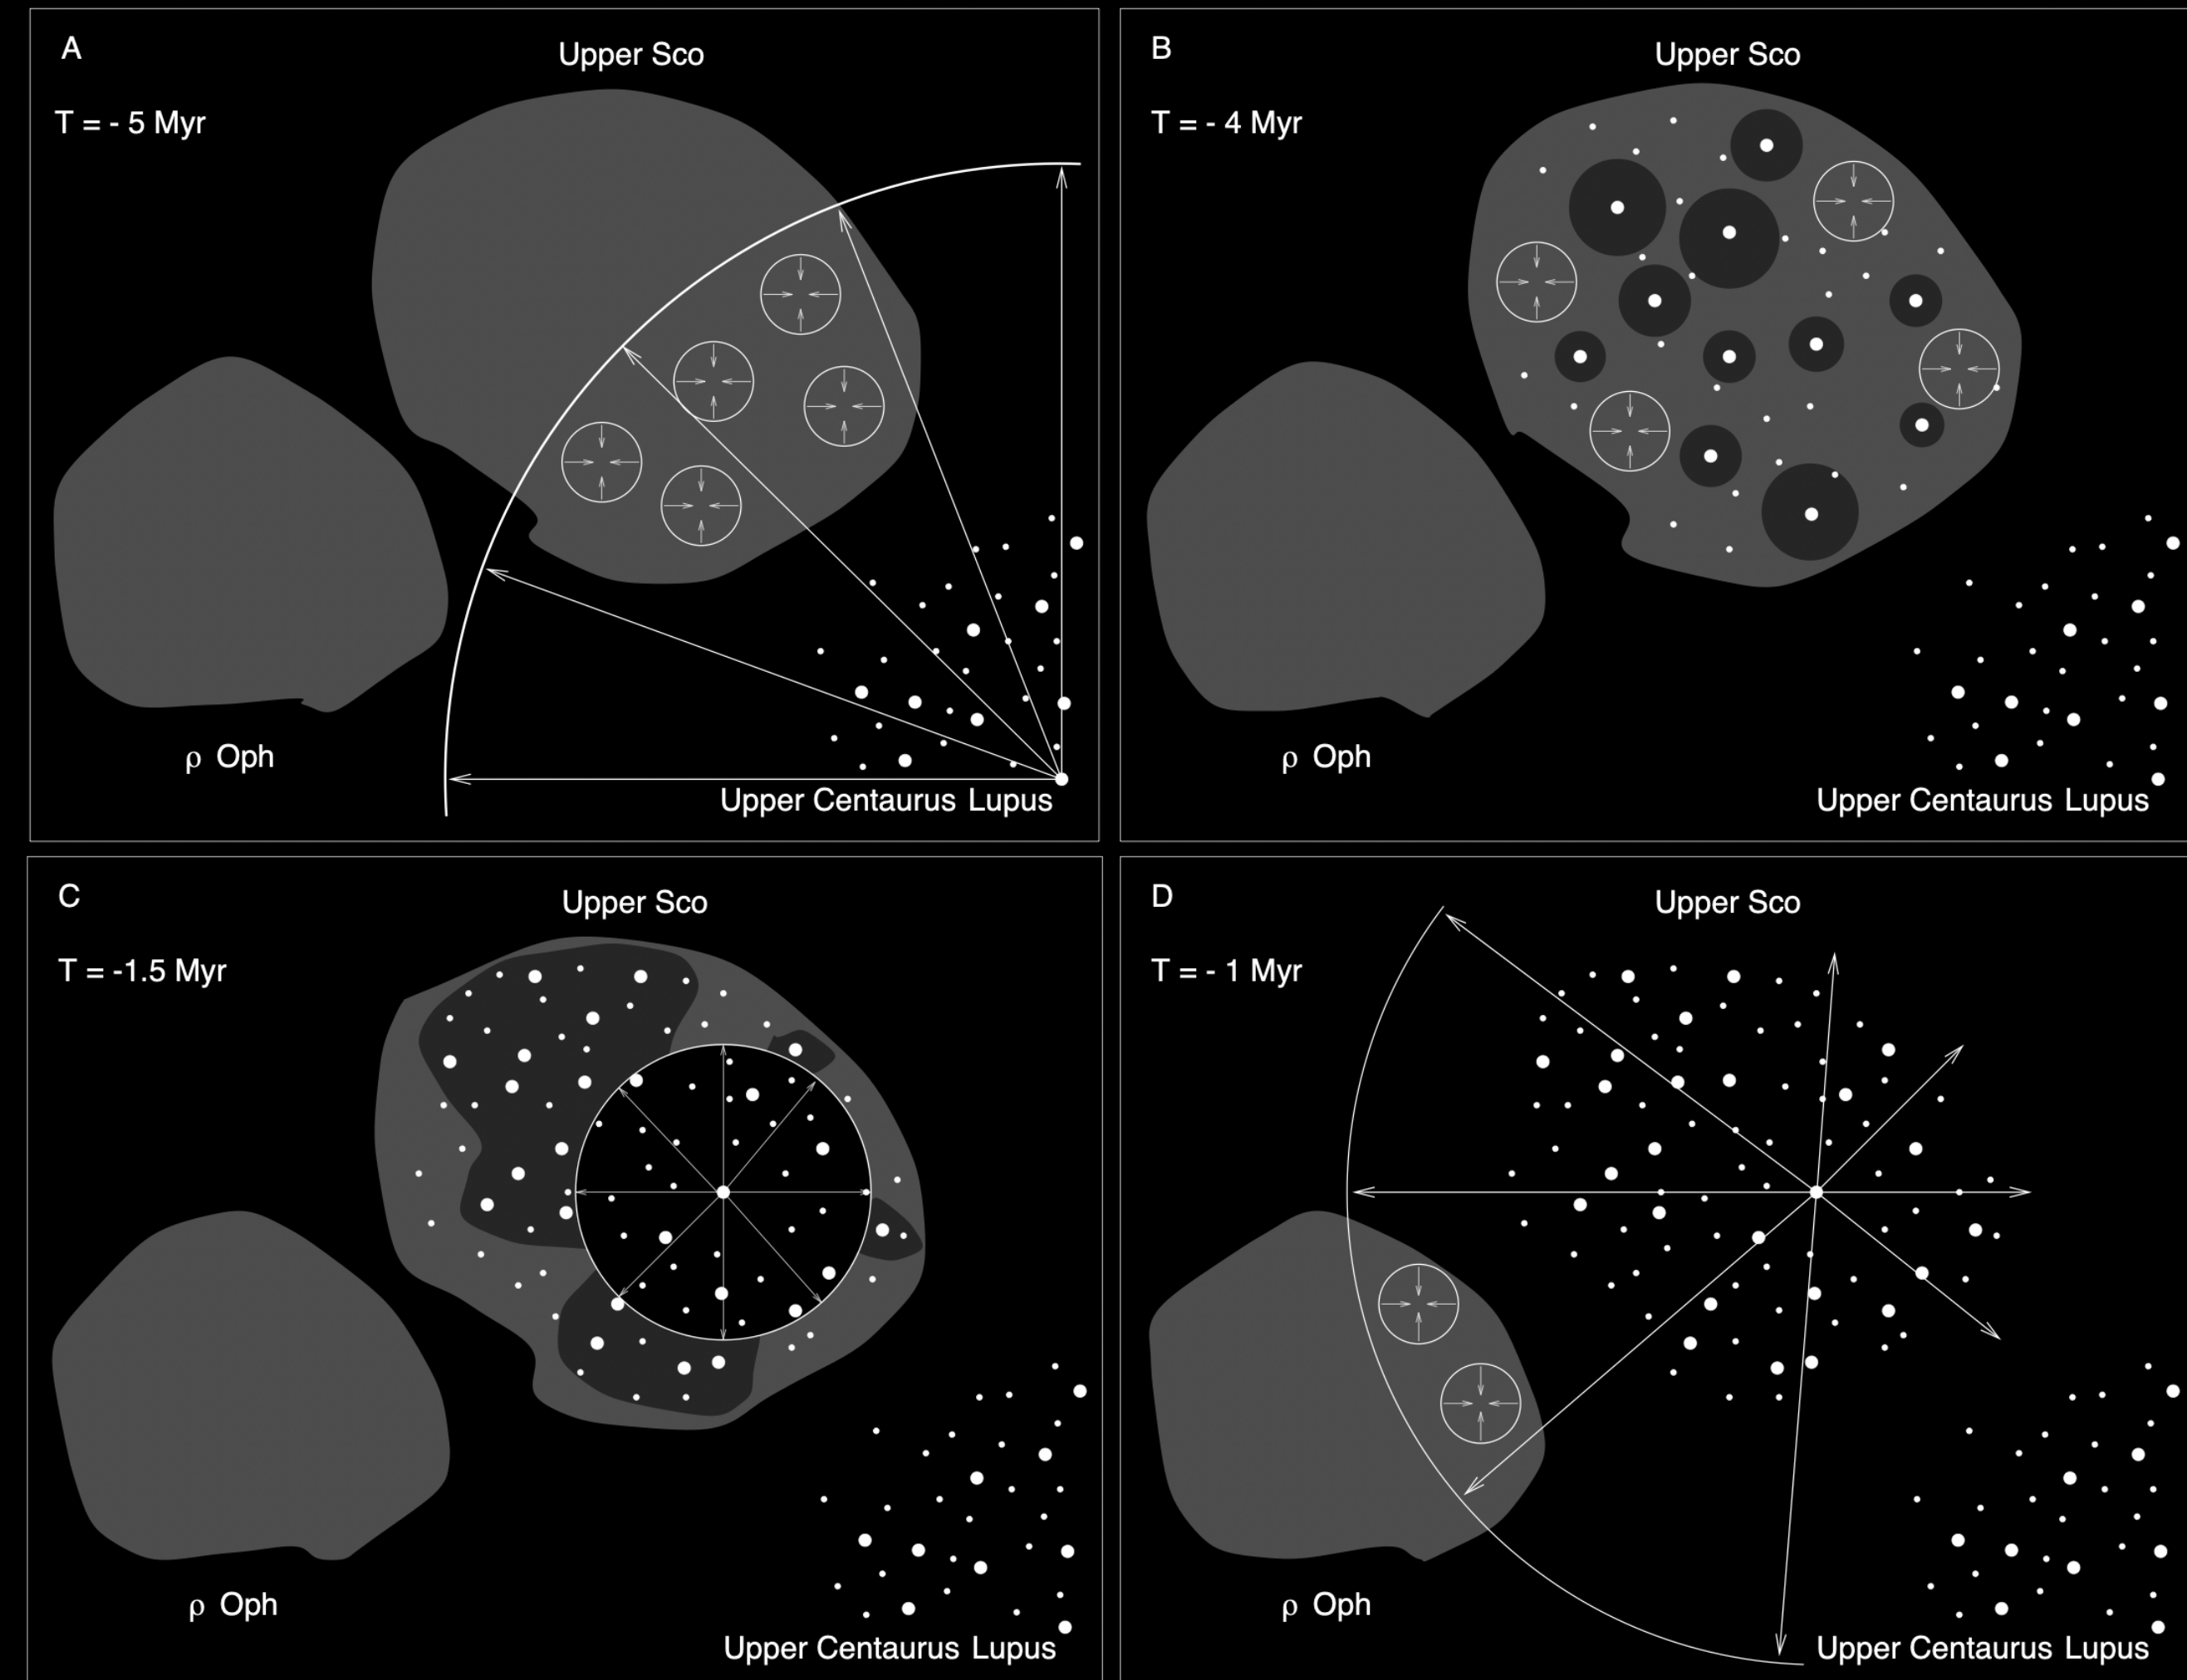 A
Upper Sco
T = - 5 Myr
ρ Oph
Upper Centaurus Lupus
B
Upper Sco
T = - 4 Myr
ρ Oph
Upper Centaurus Lupus
C
Upper Sco
T = -1.5 Myr
ρ Oph
Upper Centaurus Lupus
D
Upper Sco
T = - 1 Myr
ρ Oph
Upper Centaurus Lupus